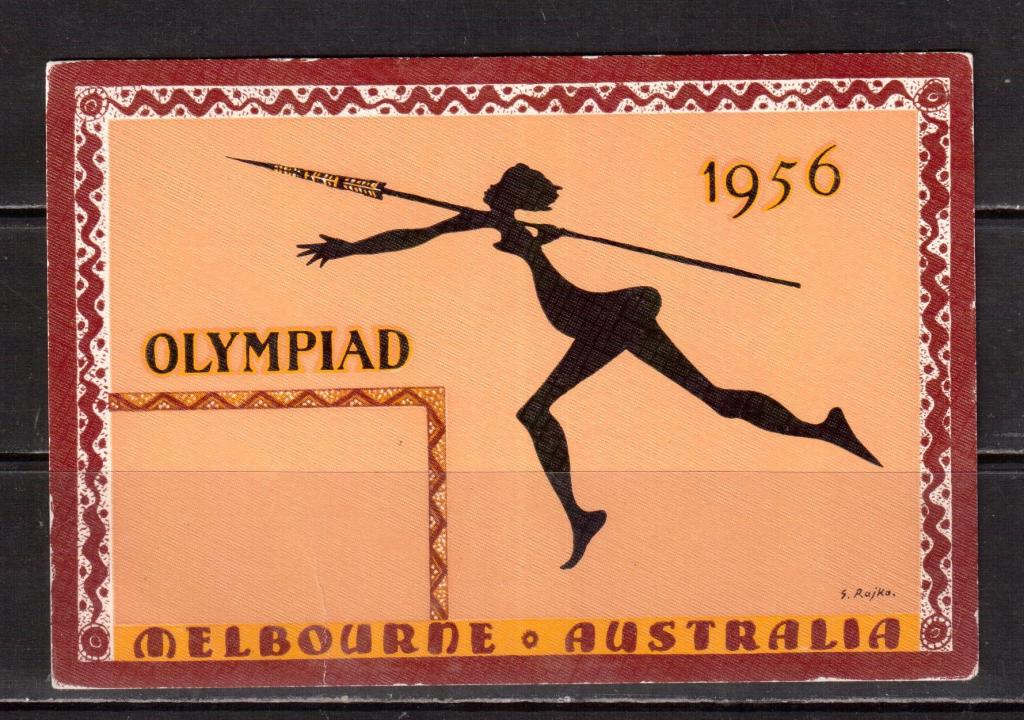 1956
OLYMPIAD
S. Rajko.
MELBOURNE AUSTRALIA